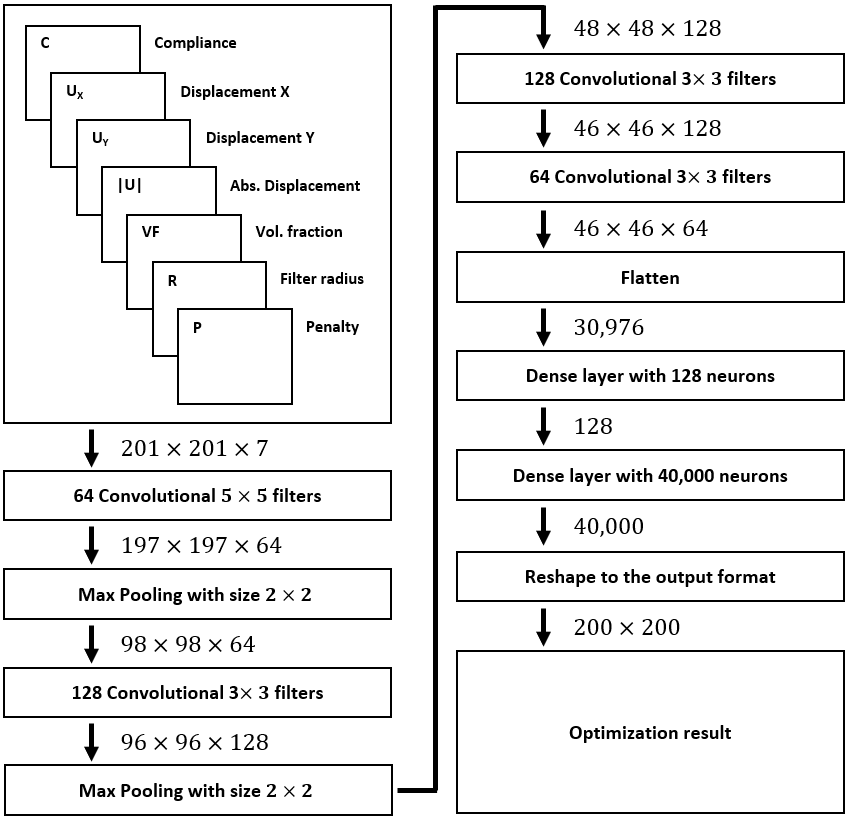 C
Compliance
UX
Displacement X
UY
Displacement Y
|U|
Abs. Displacement
VF
Vol. fraction
R
Filter radius
P
Penalty
201 × 201 × 7
64 Convolutional 5 × 5 filters
197 × 197 × 64
Max Pooling with size 2 × 2
98 × 98 × 64
128 Convolutional 3× 3 filters
96 × 96 × 128
Max Pooling with size 2 × 2
48 × 48 × 128
128 Convolutional 3× 3 filters
46 × 46 × 128
64 Convolutional 3× 3 filters
46 × 46 × 64
Flatten
30,976
Dense layer with 128 neurons
128
Dense layer with 40,000 neurons
40,000
Reshape to the output format
200 × 200
Optimization result